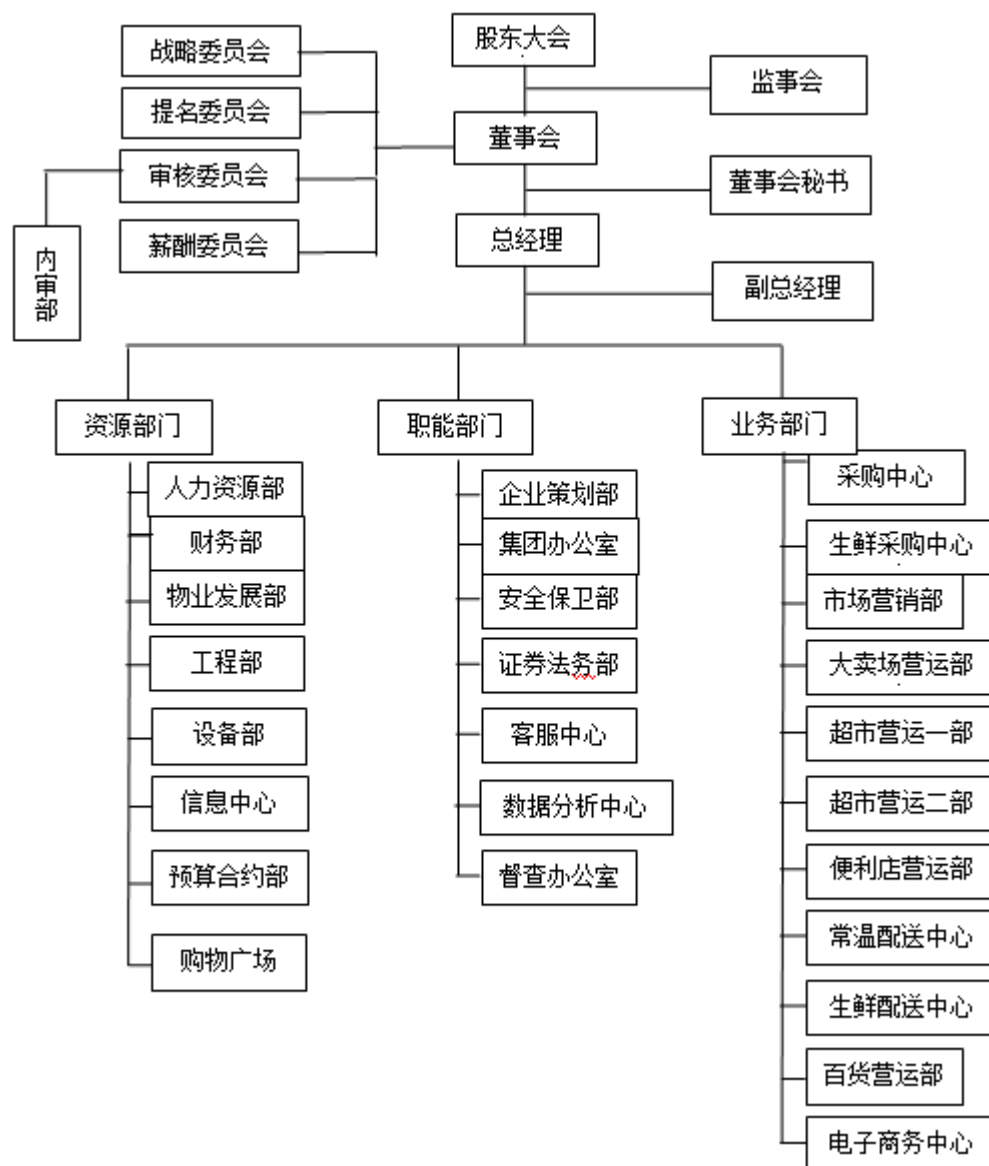 股东大会
战略委员会
监事会
提名委员会
董事会
审核委员会
董事会秘书
薪酬委员会
总经理
内审部
副总经理
资源部门
职能部门
业务部门
人力资源部
财务部
物业发展部
工程部
设备部
信息中心
预算合约部
购物广场
企业策划部
集团办公室
安全保卫部
证券法务部
客服中心
数据分析中心
督查办公室
采购中心
生鲜采购中心
市场营销部
大卖场营运部
超市营运一部
超市营运二部
便利店营运部
常温配送中心
生鲜配送中心
百货营运部
电子商务中心